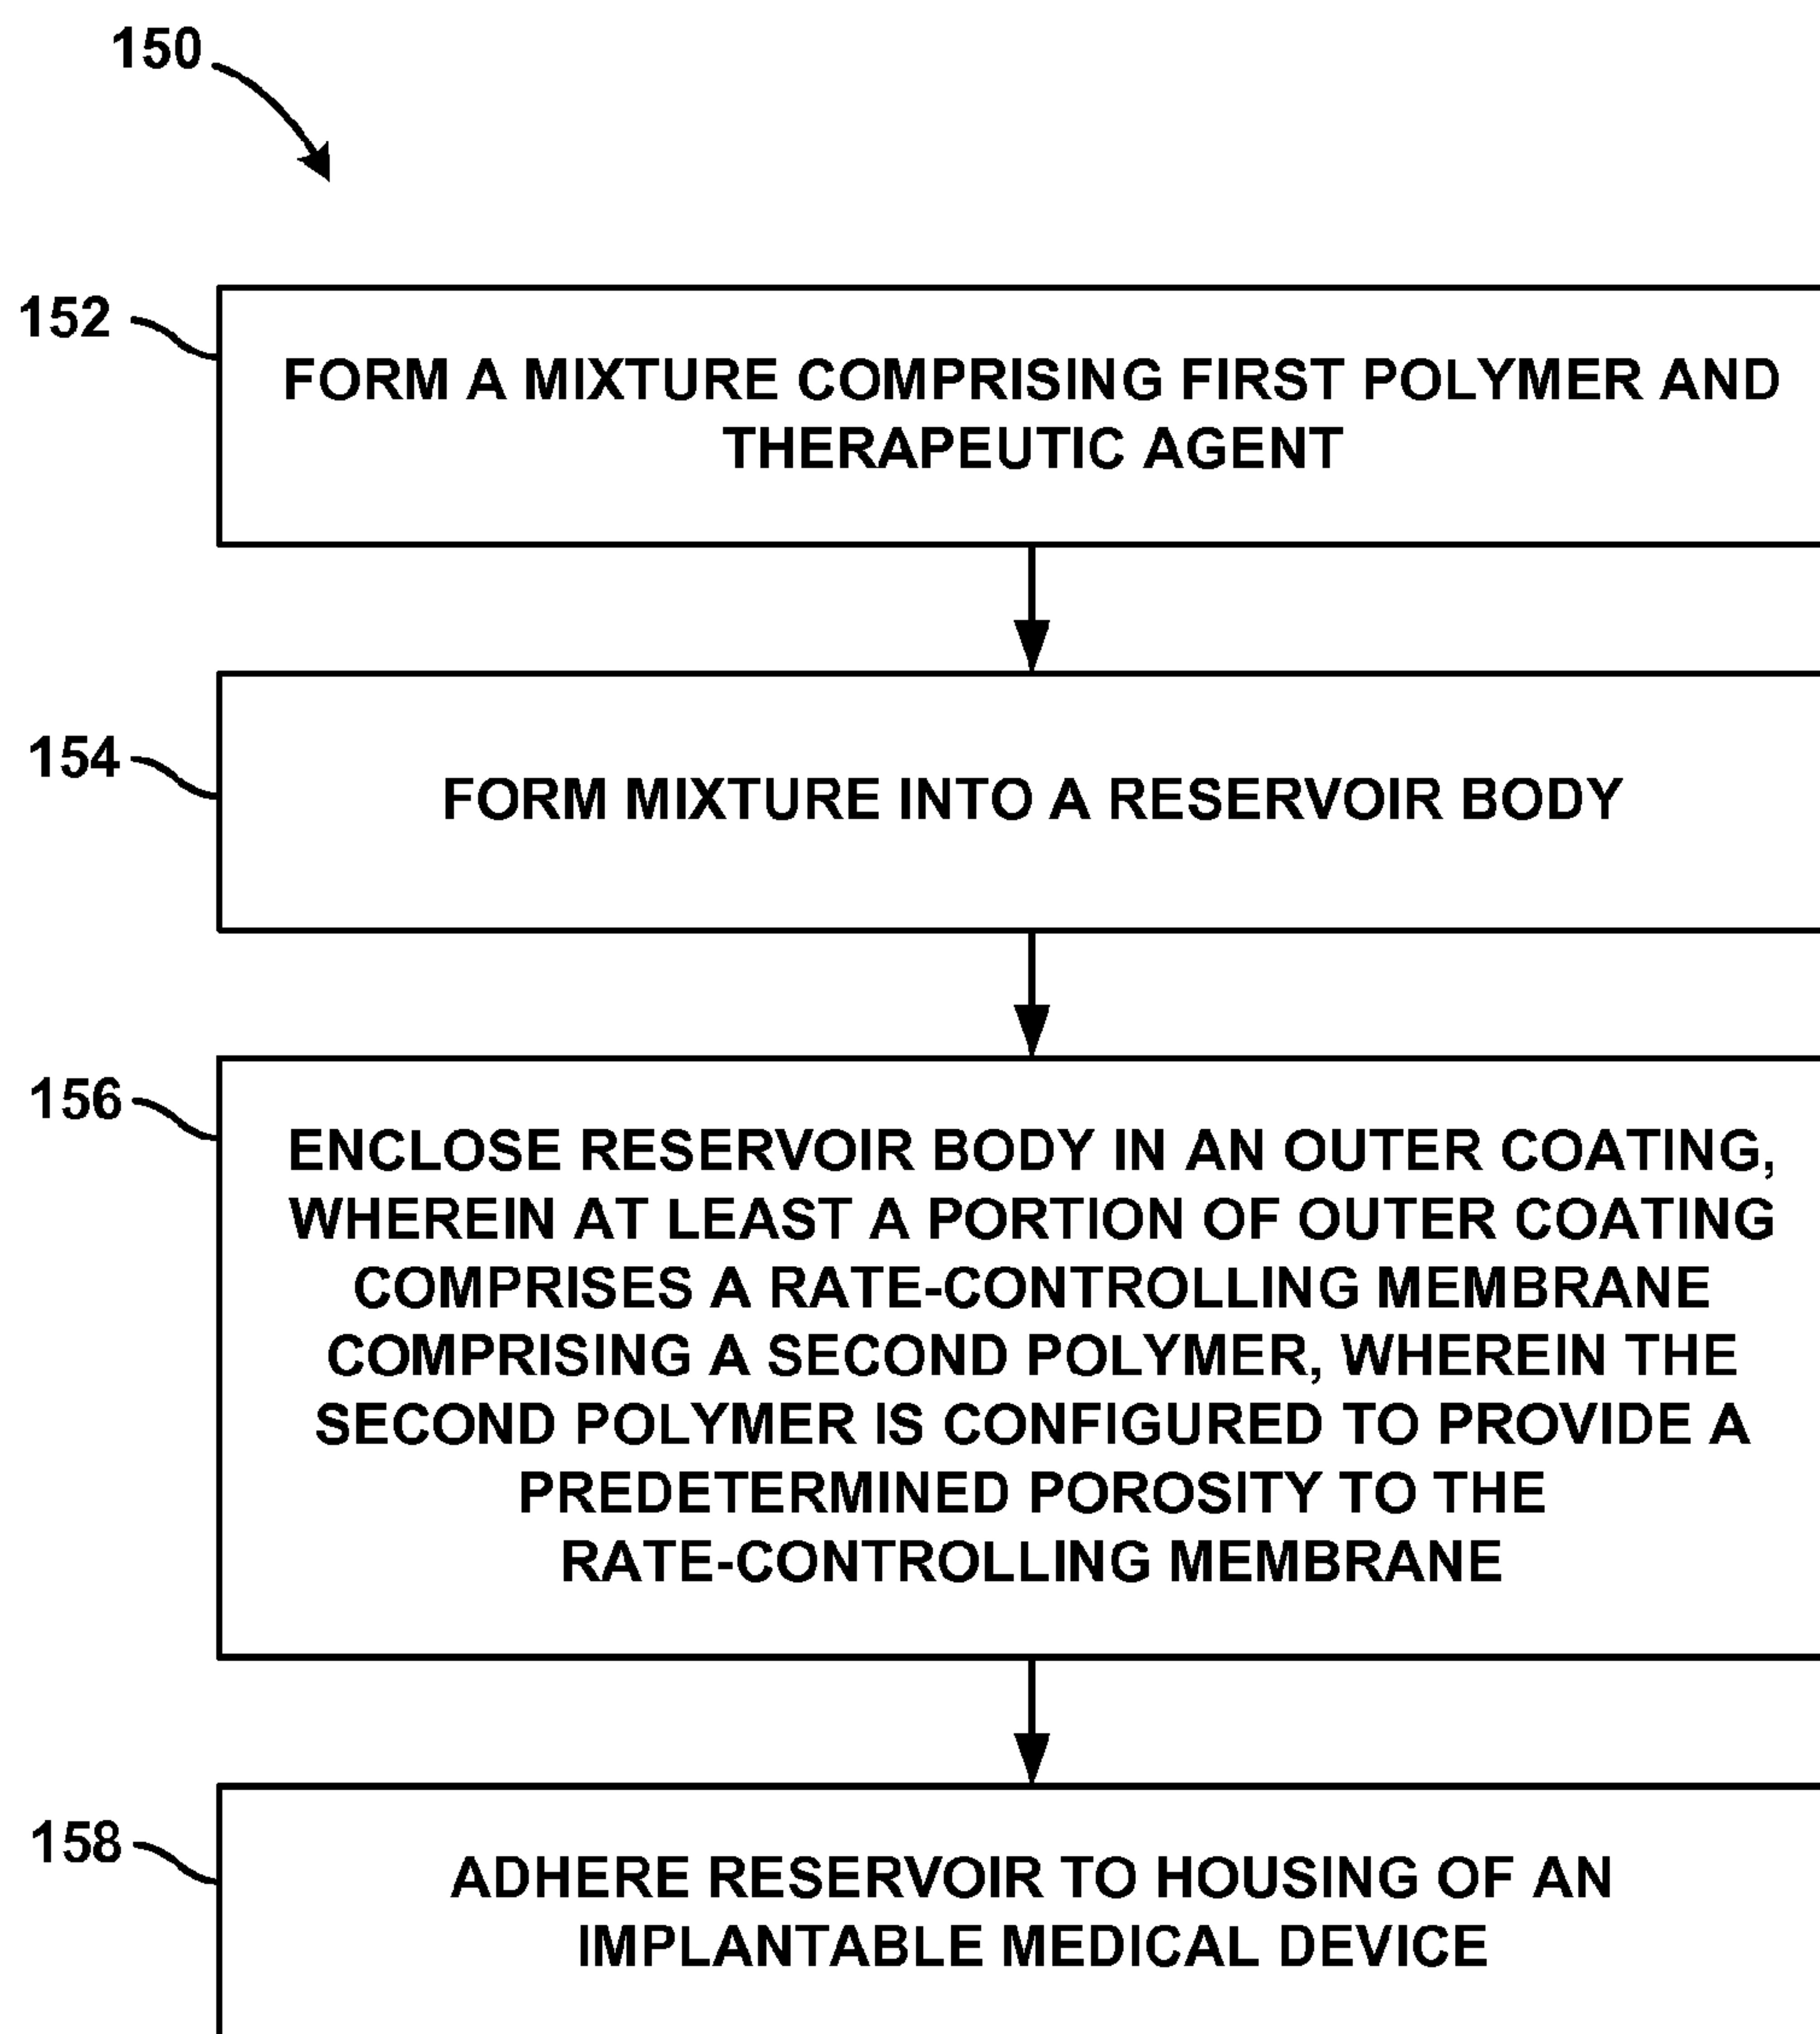 150
152
FORM A MIXTURE COMPRISING FIRST POLYMER AND
THERAPEUTIC AGENT
154
FORM MIXTURE INTO A RESERVOIR BODY
156
ENCLOSE RESERVOIR BODY IN AN OUTER COATING,
WHEREIN AT LEAST A PORTION OF OUTER COATING
COMPRISES A RATE-CONTROLLING MEMBRANE
COMPRISING A SECOND POLYMER, WHEREIN THE
SECOND POLYMER IS CONFIGURED TO PROVIDE A
PREDETERMINED POROSITY TO THE
RATE-CONTROLLING MEMBRANE
158
ADHERE RESERVOIR TO HOUSING OF AN
IMPLANTABLE MEDICAL DEVICE